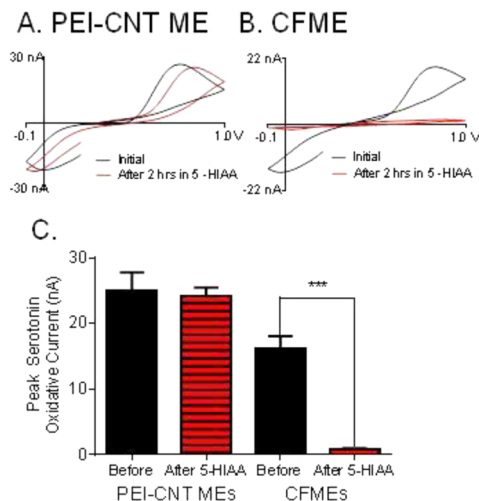 A. PEI-CNT ME
B. CFME
30 nA
-0.1
1.0V
-30 nA
Initial
After 2 hrs in 5 -HIAA
22 nA
-0.1
1.0 V
-22 nA
Initial
After 2 hrs in 5 -HIAA
C.
Peak Serotonin
Oxidative Current (nA)
30
20
10
0
***
Before
After 5-HIAA
Before
After 5-HIAA
PEI-CNT MEs
CFMEs